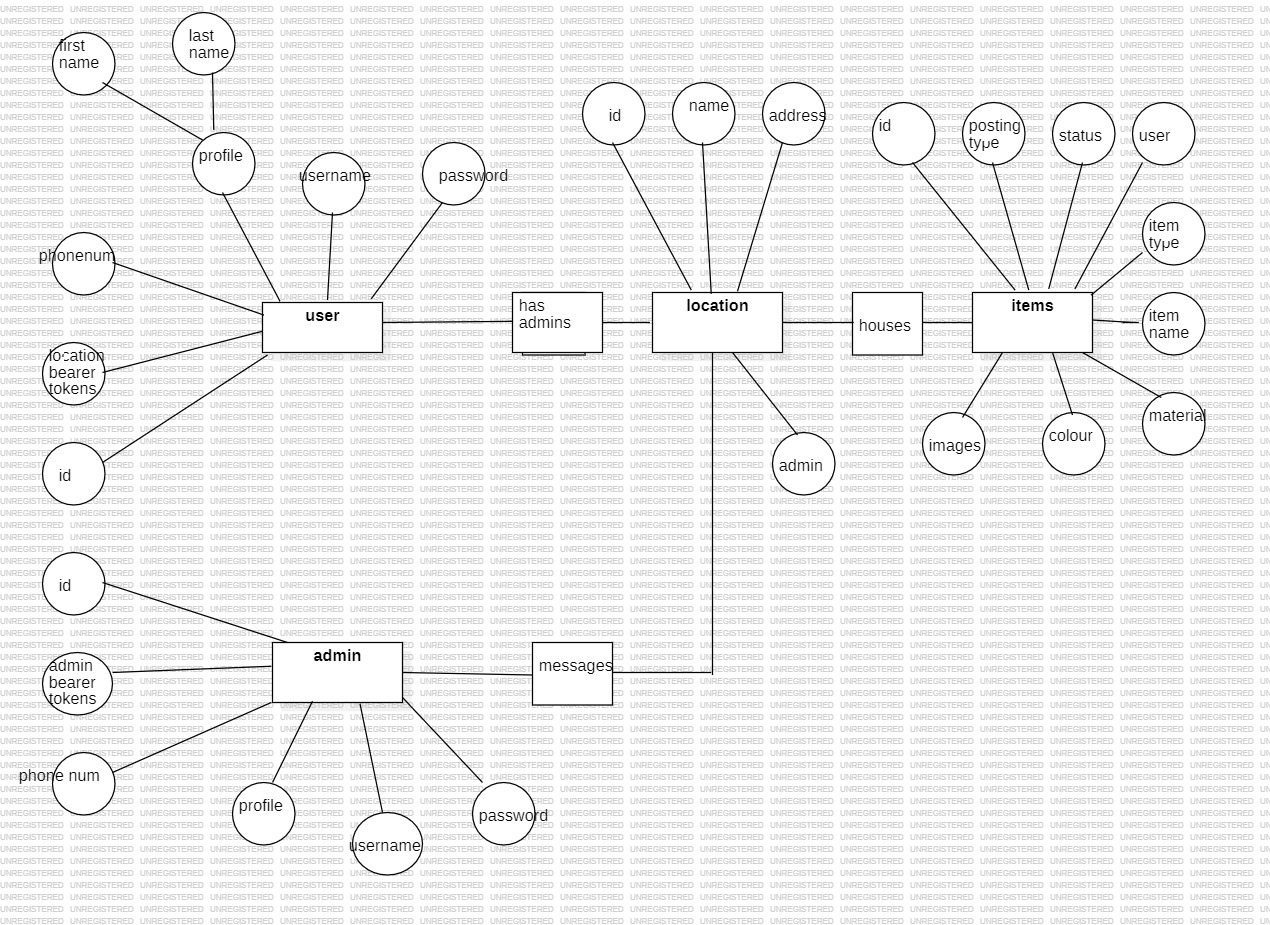 first
name
last
name
profile
username
password
phonenum
location
bearer
tokens
id
user
has
admins
id
name
address
location
houses
id
posting
type
status
user
item
type
item
name
items
images
colour
material
admin
id
admin
bearer
tokens
phone num
admin
messages
profile
username
password
UNREGISTERED